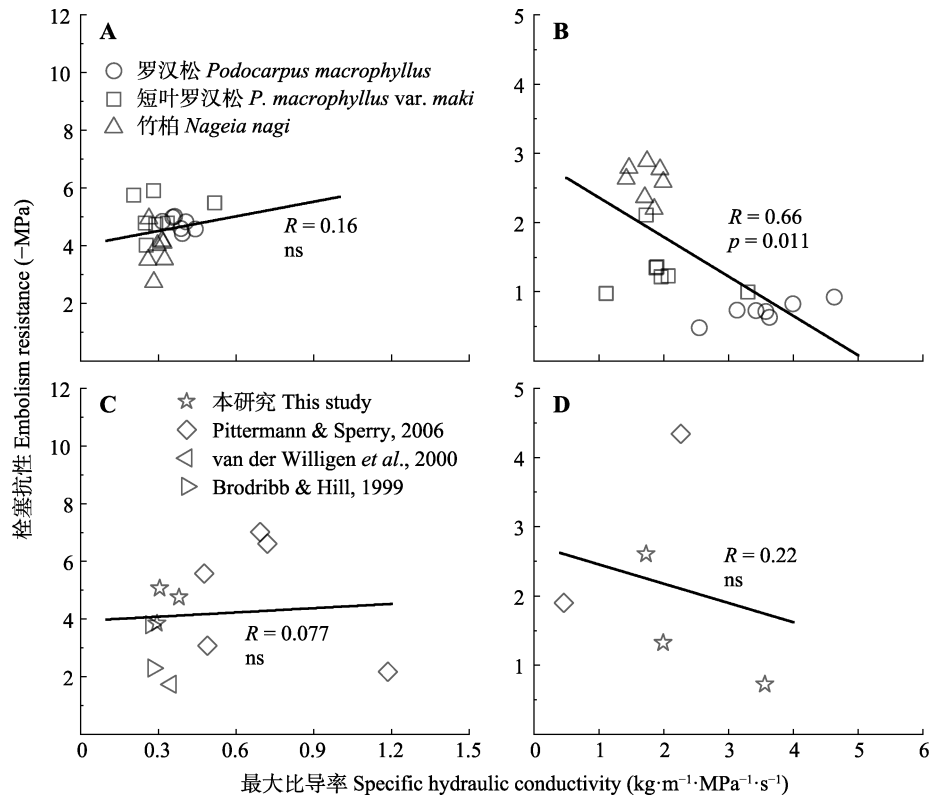 A
罗汉松 Podocarpus macrophyllus
短叶罗汉松 P. macrophyllus var. maki
竹柏 Nageia nagi
R = 0.16
ns
12
10
8
6
4
2
B
R = 0.66
p = 0.011
5
4
3
2
1
栓塞抗性 Embolism resistance (−MPa)
C
本研究 This study
Pittermann & Sperry, 2006
van der Willigen et al., 2000
Brodribb & Hill, 1999
R = 0.077
ns
12
10
8
6
4
2
0 0.3 0.6 0.9 1.2 1.5
D
R = 0.22
ns
5
4
3
2
1
0 1 2 3 4 5 6
最大比导率 Specific hydraulic conductivity (kg·m⁻¹·MPa⁻¹·s⁻¹)